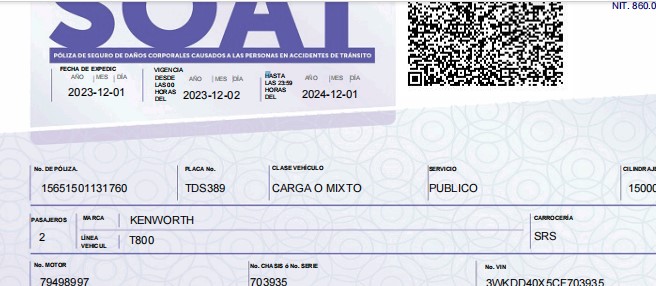 SOAT
NIT. 860.0
PÓLIZA DE SEGURO DE DAÑOS CORPORALES CAUSADOS A LAS PERSONAS EN ACCIDENTES DE TRÁNSITO
FECHA DE EXPEDIC
AÑO MES DÍA
2023-12-01
VIGENCIA
DESDE
LAS 00
HORAS
DEL
AÑO MES DÍA
2023-12-02
HASTA
LAS 23:59
HORAS
DEL
AÑO MES DÍA
2024-12-01
No. DE PÓLIZA. PLACA No. CLASE VEHÍCULO SERVICIO CILINDRAJE
15651501131760 TDS389 CARGA O MIXTO PUBLICO 15000
PASAJEROS MARCA KENWORTH CARROCERÍA
2 LÍNEA VEHICUL T800 SRS
No. MOTOR No. CHASIS ó No. SERIE No. VIN
79498997 703935 3WKDD40X5CF703935